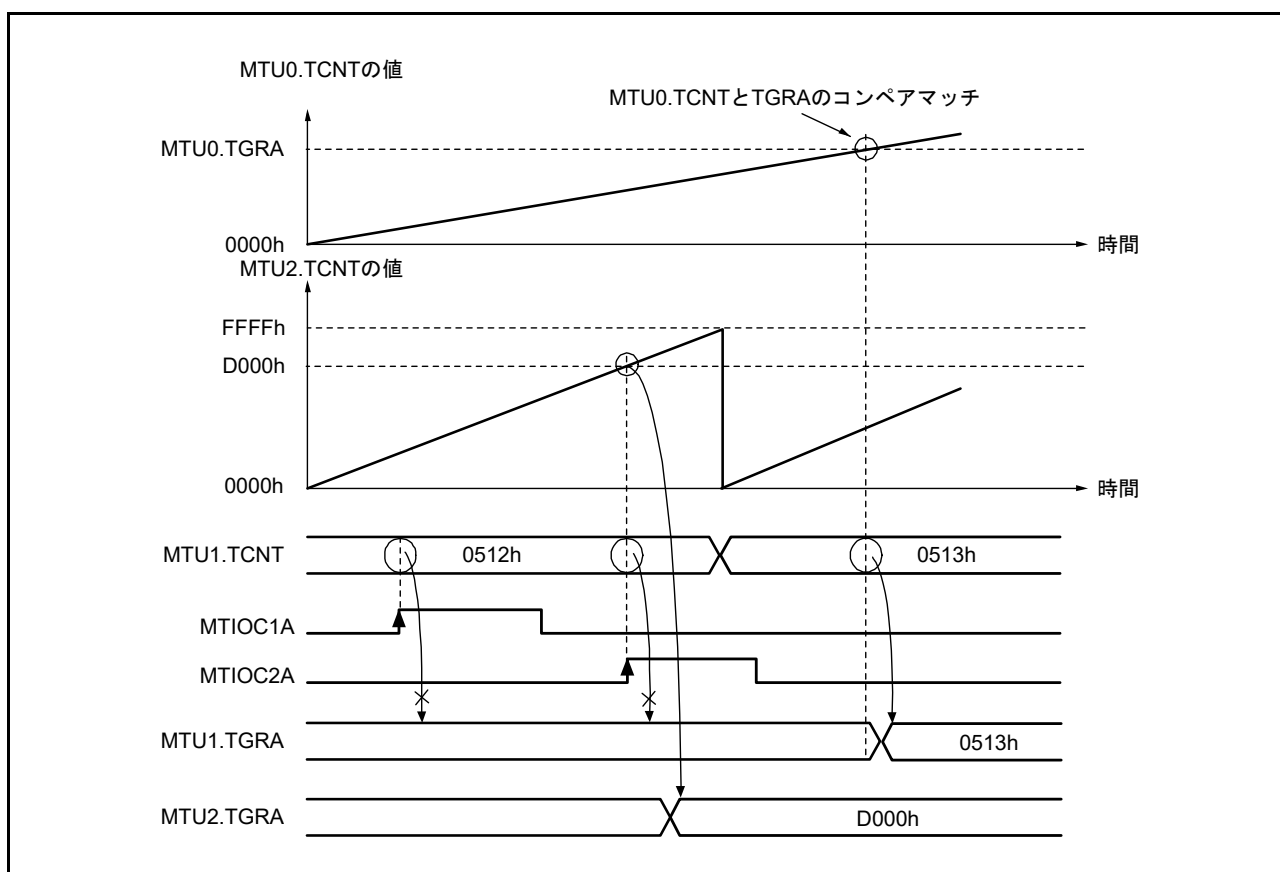 MTU0.TCNTの値
MTU0.TCNTとTGRAのコンペアマッチ
MTU0.TGRA
0000h
時間
MTU2.TCNTの値
FFFFh
D000h
0000h
時間
MTU1.TCNT
0512h
0513h
MTIOC1A
MTIOC2A
MTU1.TGRA
0513h
MTU2.TGRA
D000h